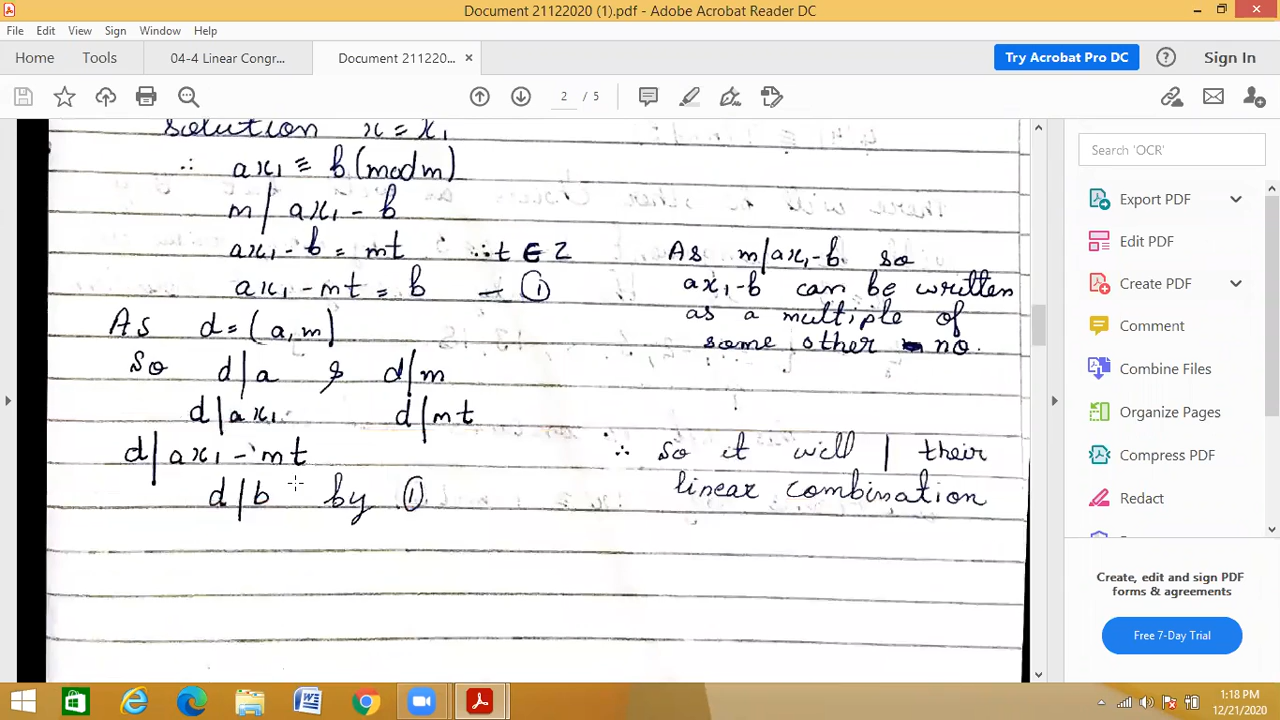 Document 21122020 (1).pdf - Adobe Acrobat Reader DC
File Edit View Sign Window Help
Home Tools 04-4 Linear Congr... Document 211220... ×
Try Acrobat Pro DC
Sign In
2 / 5
Solution x = x₁
∴ ax₁ ≡ b (mod m)
m | ax₁ - b
ax₁ - b = mt ∴ t ∈ Z
ax₁ - mt = b — ①
As m/ax₁-b so
ax₁-b can be written
as a multiple of
some other no.
As d = (a, m)
So d|a & d|m
d|ax₁ d|mt
d|ax₁ - mt
∴ So it will | their
linear combination
d|b by ①
Search 'OCR'
Export PDF
Edit PDF
Create PDF
Comment
Combine Files
Organize Pages
Compress PDF
Redact
Create, edit and sign PDF
forms & agreements
Free 7-Day Trial
1:18 PM
12/21/2020